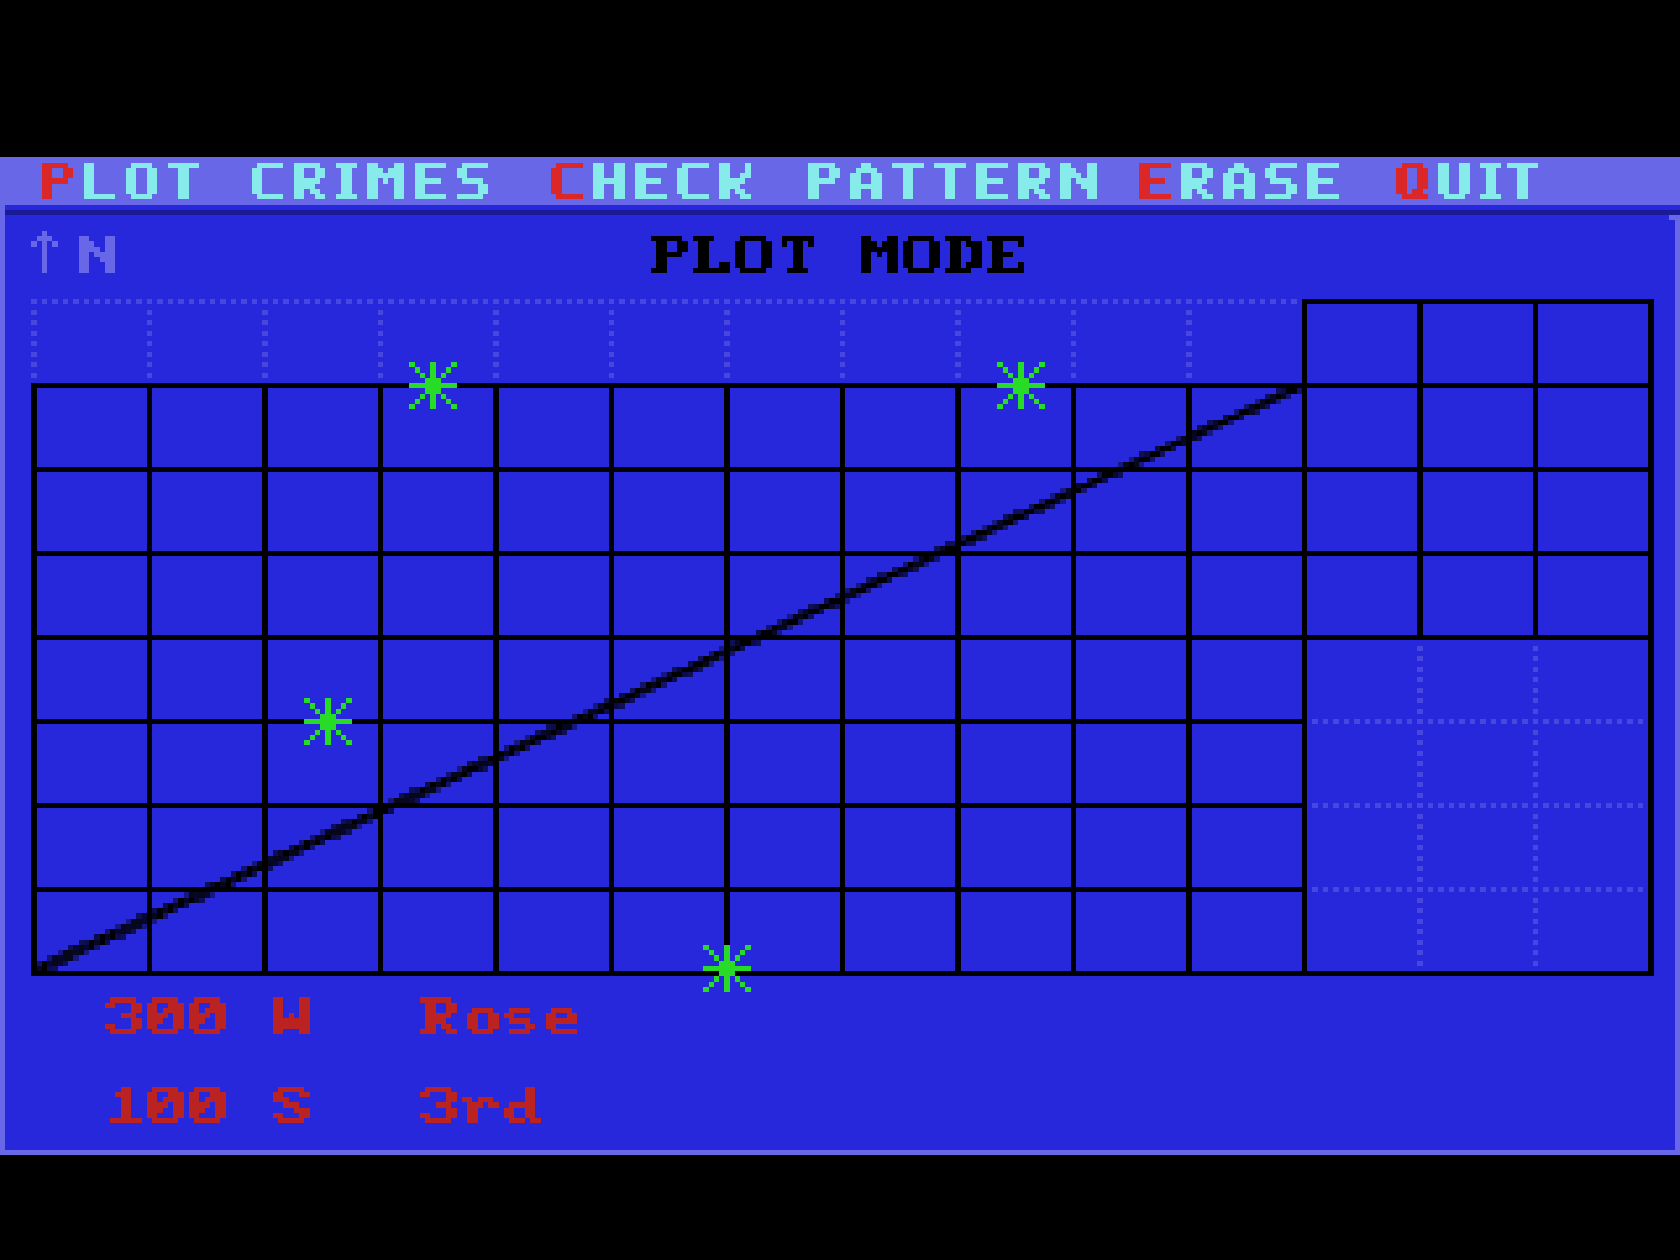 PLOT CRIMES CHECK PATTERN ERASE QUIT
↑N PLOT MODE
300 W Rose
100 S 3rd